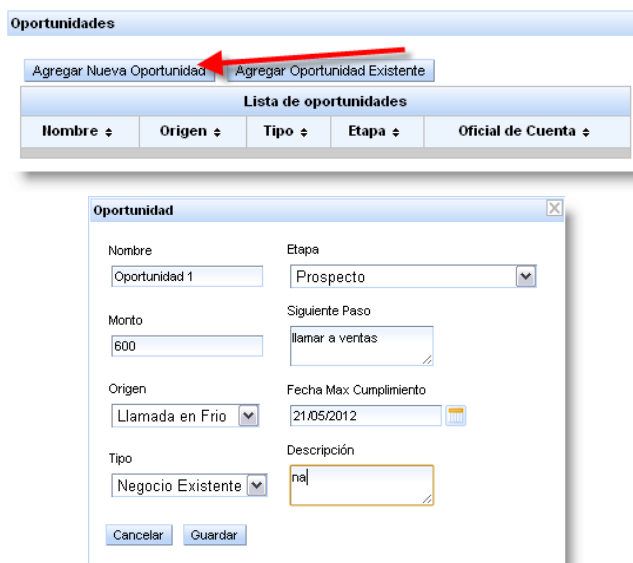 Oportunidades
Agregar Nueva Oportunidad Agregar Oportunidad Existente
Lista de oportunidades
Nombre Origen Tipo Etapa Oficial de Cuenta
Oportunidad
Nombre
Oportunidad 1
Monto
600
Origen
Llamada en Frio
Tipo
Negocio Existente
Etapa
Prospecto
Siguiente Paso
llamar a ventas
Fecha Max Cumplimiento
21/05/2012
Descripción
na
Cancelar Guardar